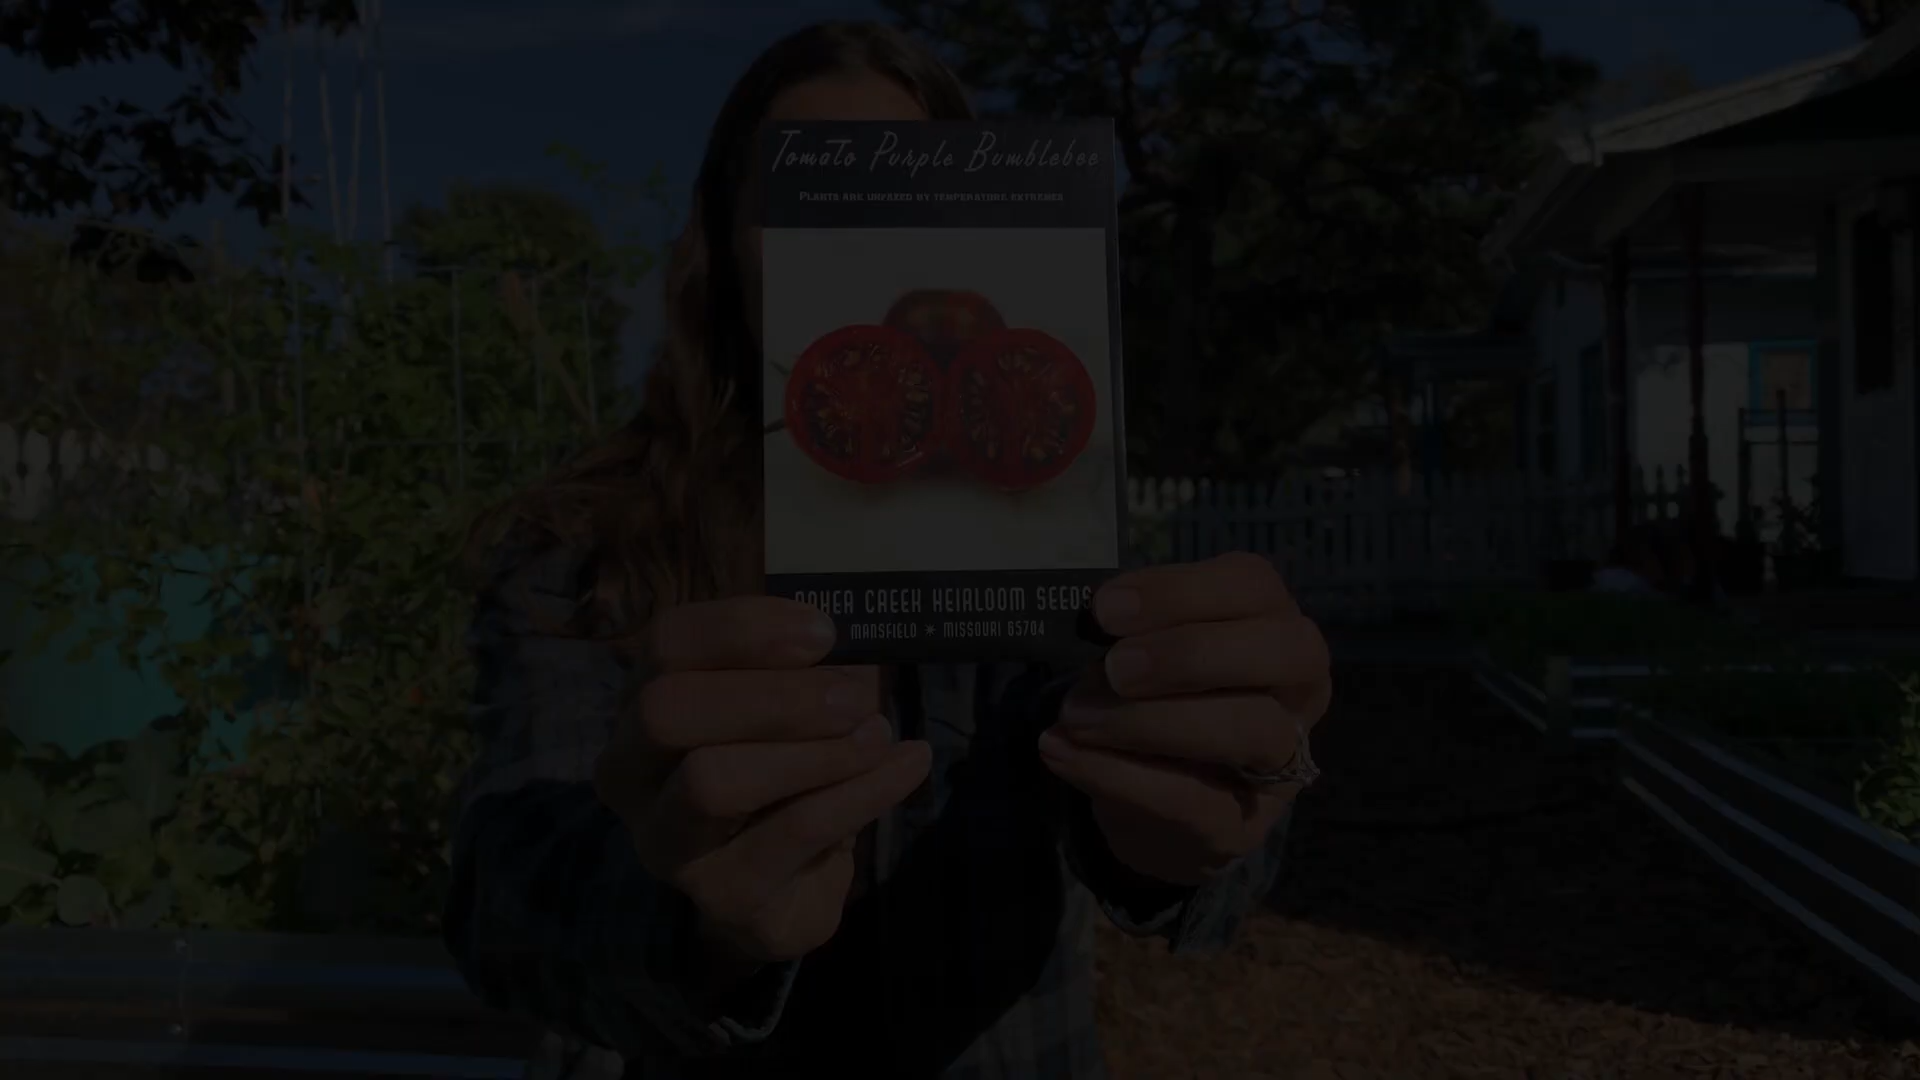 Tomato Purple Bumblebee
Plants are unfazed by temperature extremes
BAKER CREEK HEIRLOOM SEEDS
MANSFIELD * MISSOURI 65704